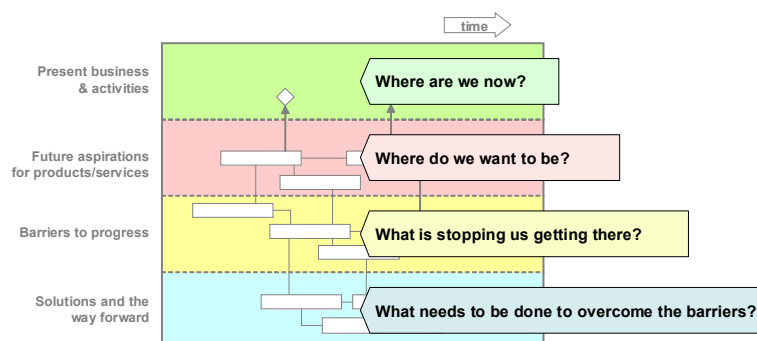 time
Present business
& activities
Where are we now?
Future aspirations
for products/services
Where do we want to be?
Barriers to progress
What is stopping us getting there?
Solutions and the
way forward
What needs to be done to overcome the barriers?